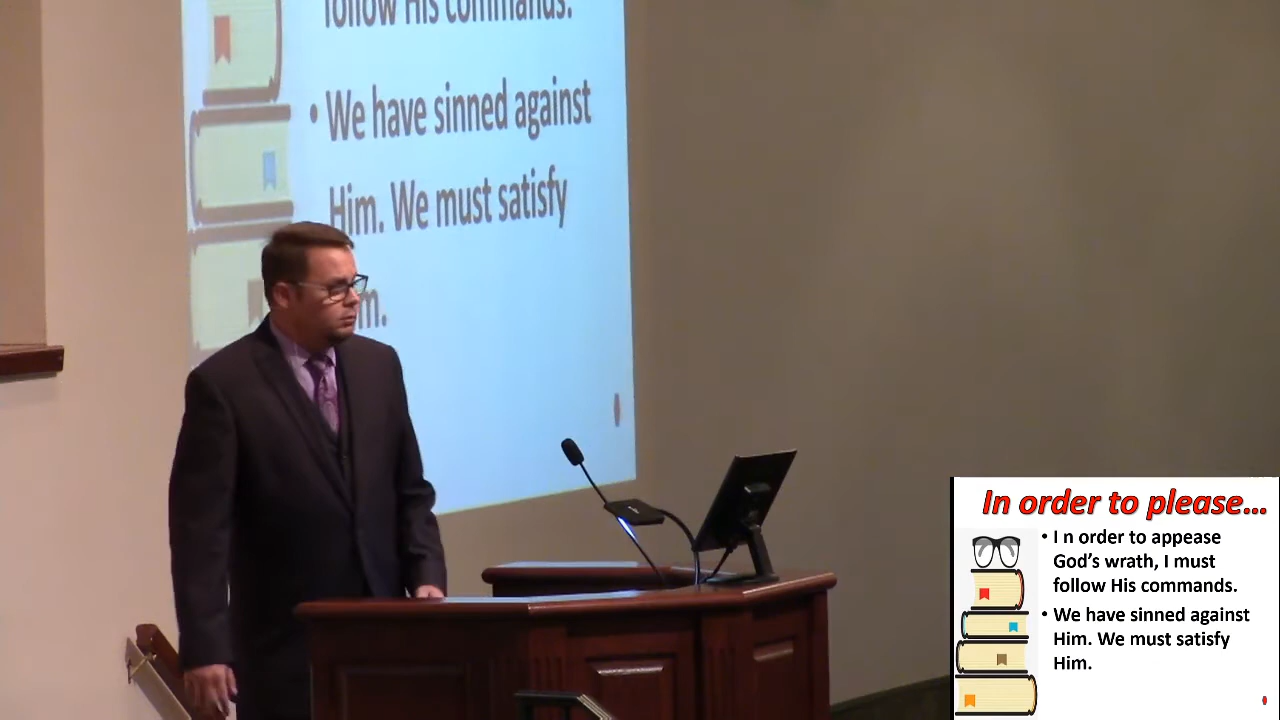 follow His commands.
• We have sinned against
Him. We must satisfy
m.
In order to please...
• I n order to appease
God's wrath, I must
follow His commands.
• We have sinned against
Him. We must satisfy
Him.